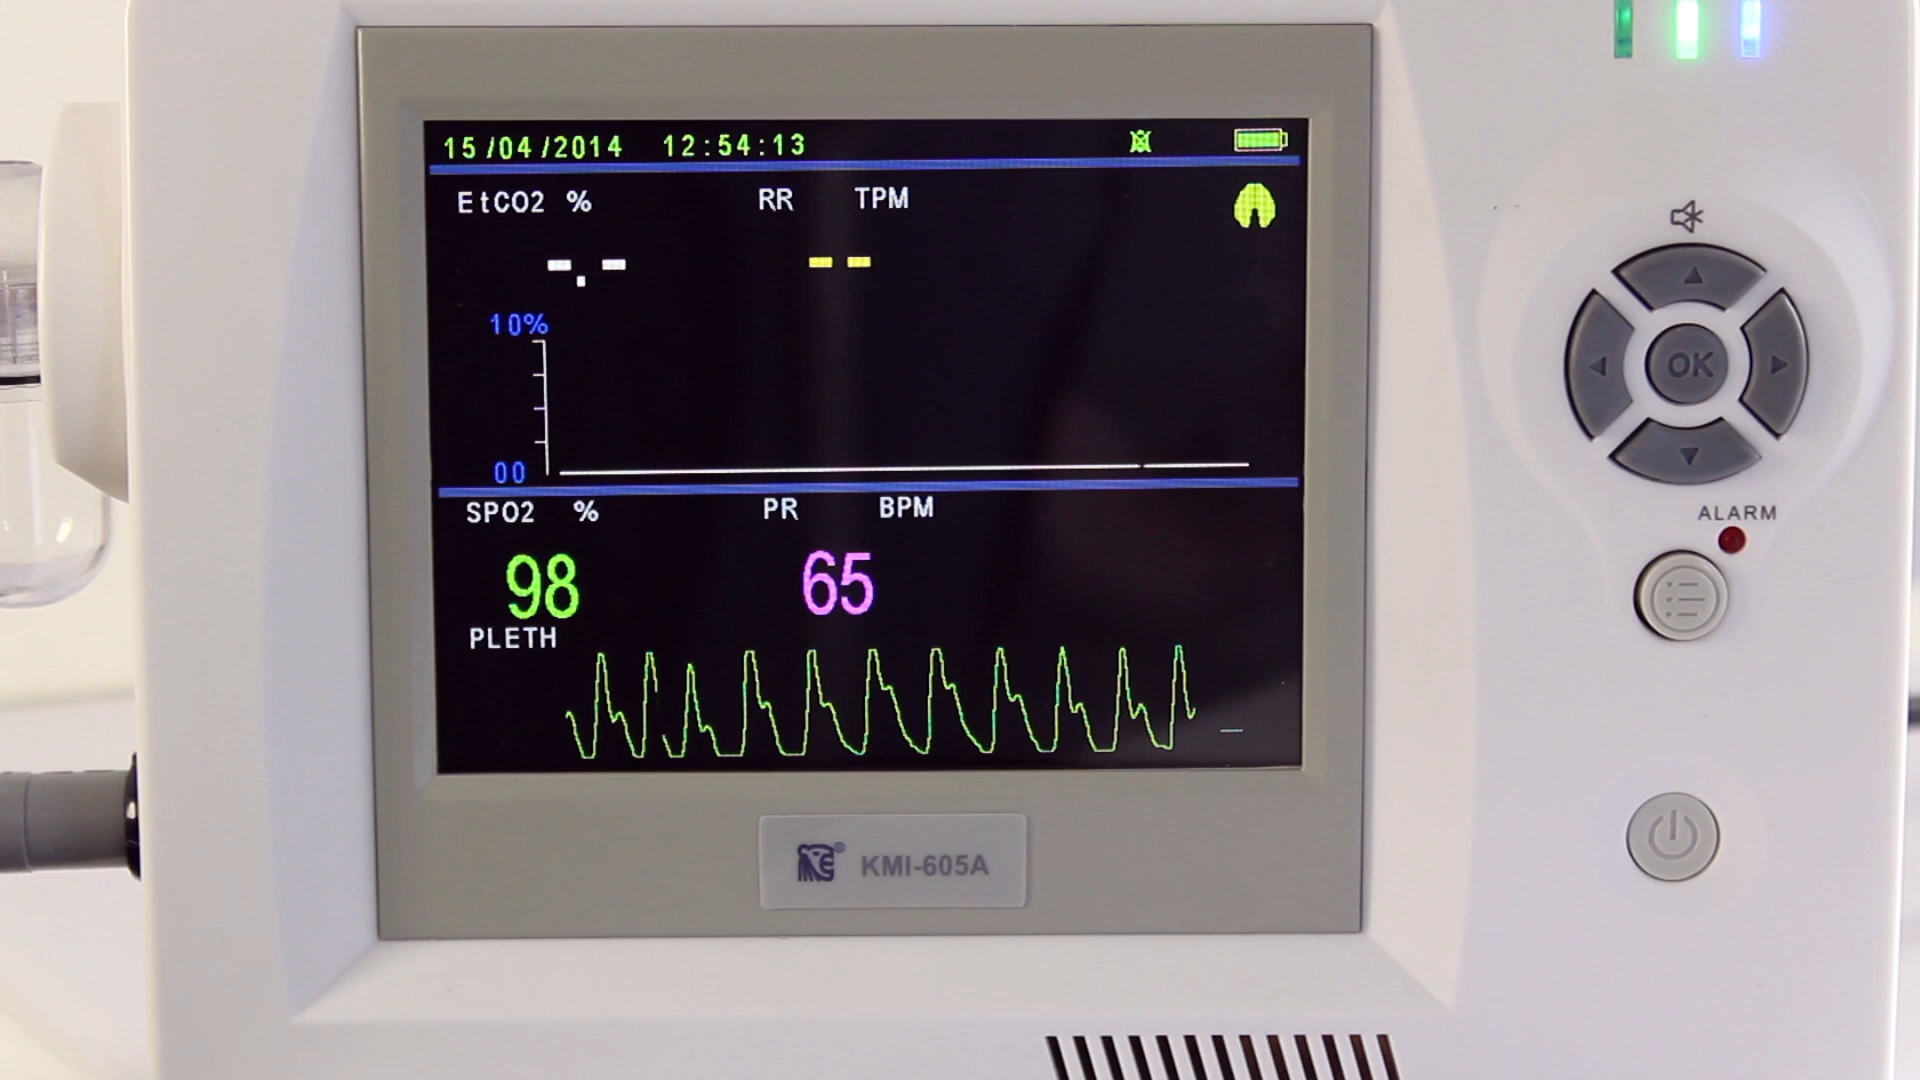 15/04/2014 12:54:13
EtCO2 % RR TPM
--.-- -- --
10%
00
SPO2 % PR BPM
98 65
PLETH
OK
ALARM
® KMI-605A